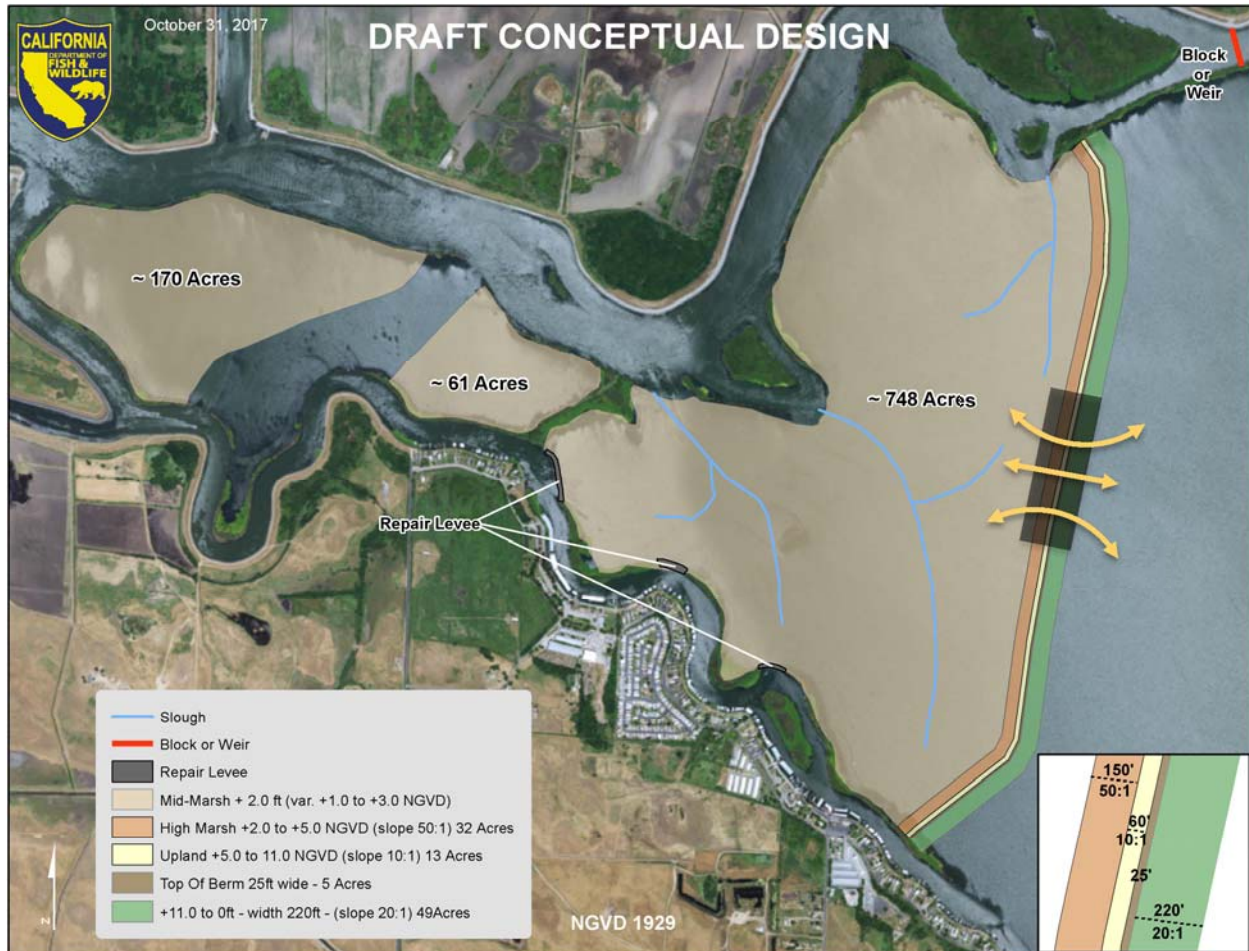 October 31, 2017
DRAFT CONCEPTUAL DESIGN
CALIFORNIA
DEPARTMENT OF
FISH &
WILDLIFE
Block
or
Weir
~ 170 Acres
~ 61 Acres
~ 748 Acres
Repair Levee
Slough
Block or Weir
Repair Levee
Mid-Marsh + 2.0 ft (var. +1.0 to +3.0 NGVD)
High Marsh +2.0 to +5.0 NGVD (slope 50:1) 32 Acres
Upland +5.0 to 11.0 NGVD (slope 10:1) 13 Acres
Top Of Berm 25ft wide - 5 Acres
+11.0 to 0ft - width 220ft - (slope 20:1) 49Acres
N
NGVD 1929
150'
50:1
60'
10:1
25'
220'
20:1